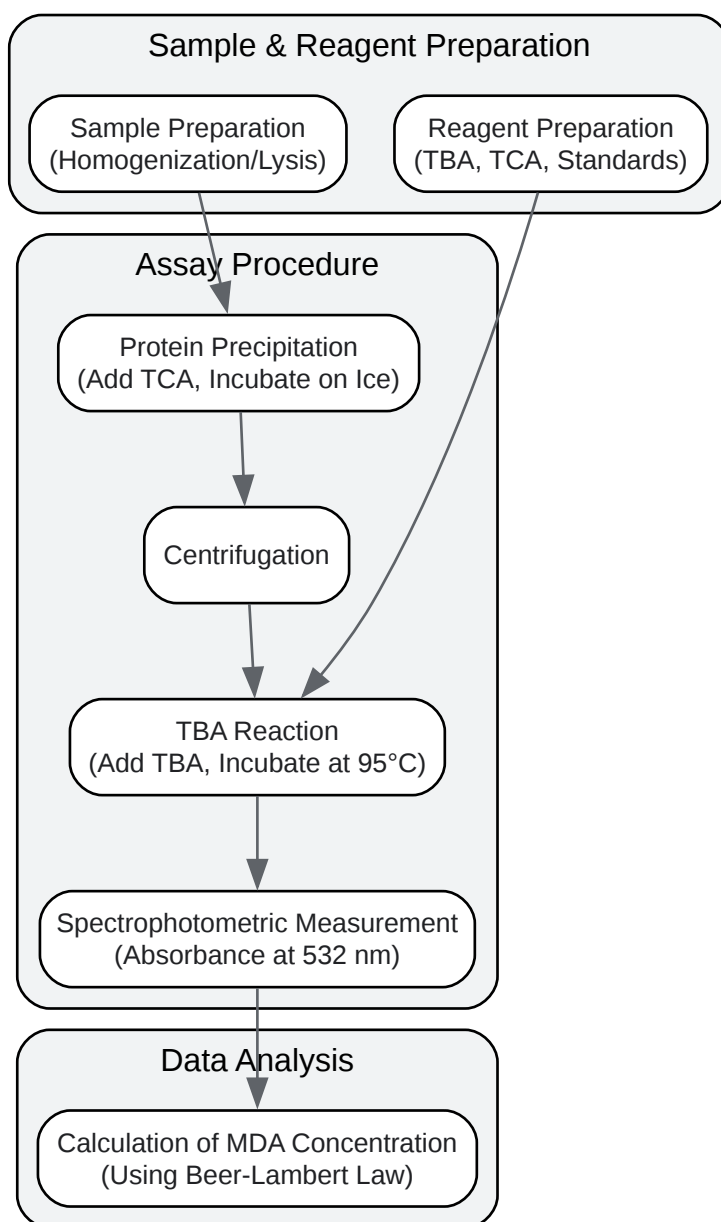 Sample & Reagent Preparation
Sample Preparation
(Homogenization/Lysis)
Reagent Preparation
(TBA, TCA, Standards)
Assay Procedure
Protein Precipitation
(Add TCA, Incubate on Ice)
Centrifugation
TBA Reaction
(Add TBA, Incubate at 95°C)
Spectrophotometric Measurement
(Absorbance at 532 nm)
Data Analysis
Calculation of MDA Concentration
(Using Beer-Lambert Law)